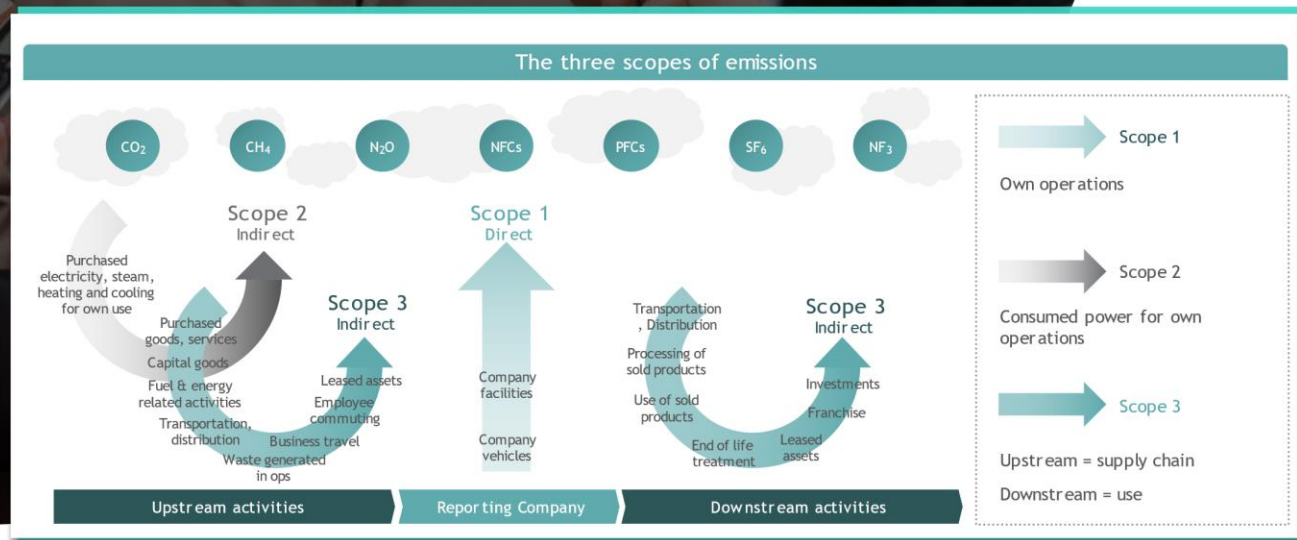 The three scopes of emissions
CO₂
CH₄
N₂O
NFCs
PFCs
SF₆
NF₃
Scope 2
Indirect
Purchased
electricity, steam,
heating and cooling
for own use
Scope 3
Indirect
Purchased
goods, services
Capital goods
Fuel & energy
related activities
Transportation,
distribution
Waste generated
in ops
Business travel
Employee
commuting
Leased assets
Scope 1
Direct
Company
facilities
Company
vehicles
Scope 3
Indirect
Transportation
, Distribution
Processing of
sold products
Use of sold
products
End of life
treatment
Leased
assets
Franchise
Investments
Upstream activities
Reporting Company
Downstream activities
Scope 1
Own operations
Scope 2
Consumed power for own
operations
Scope 3
Upstream = supply chain
Downstream = use